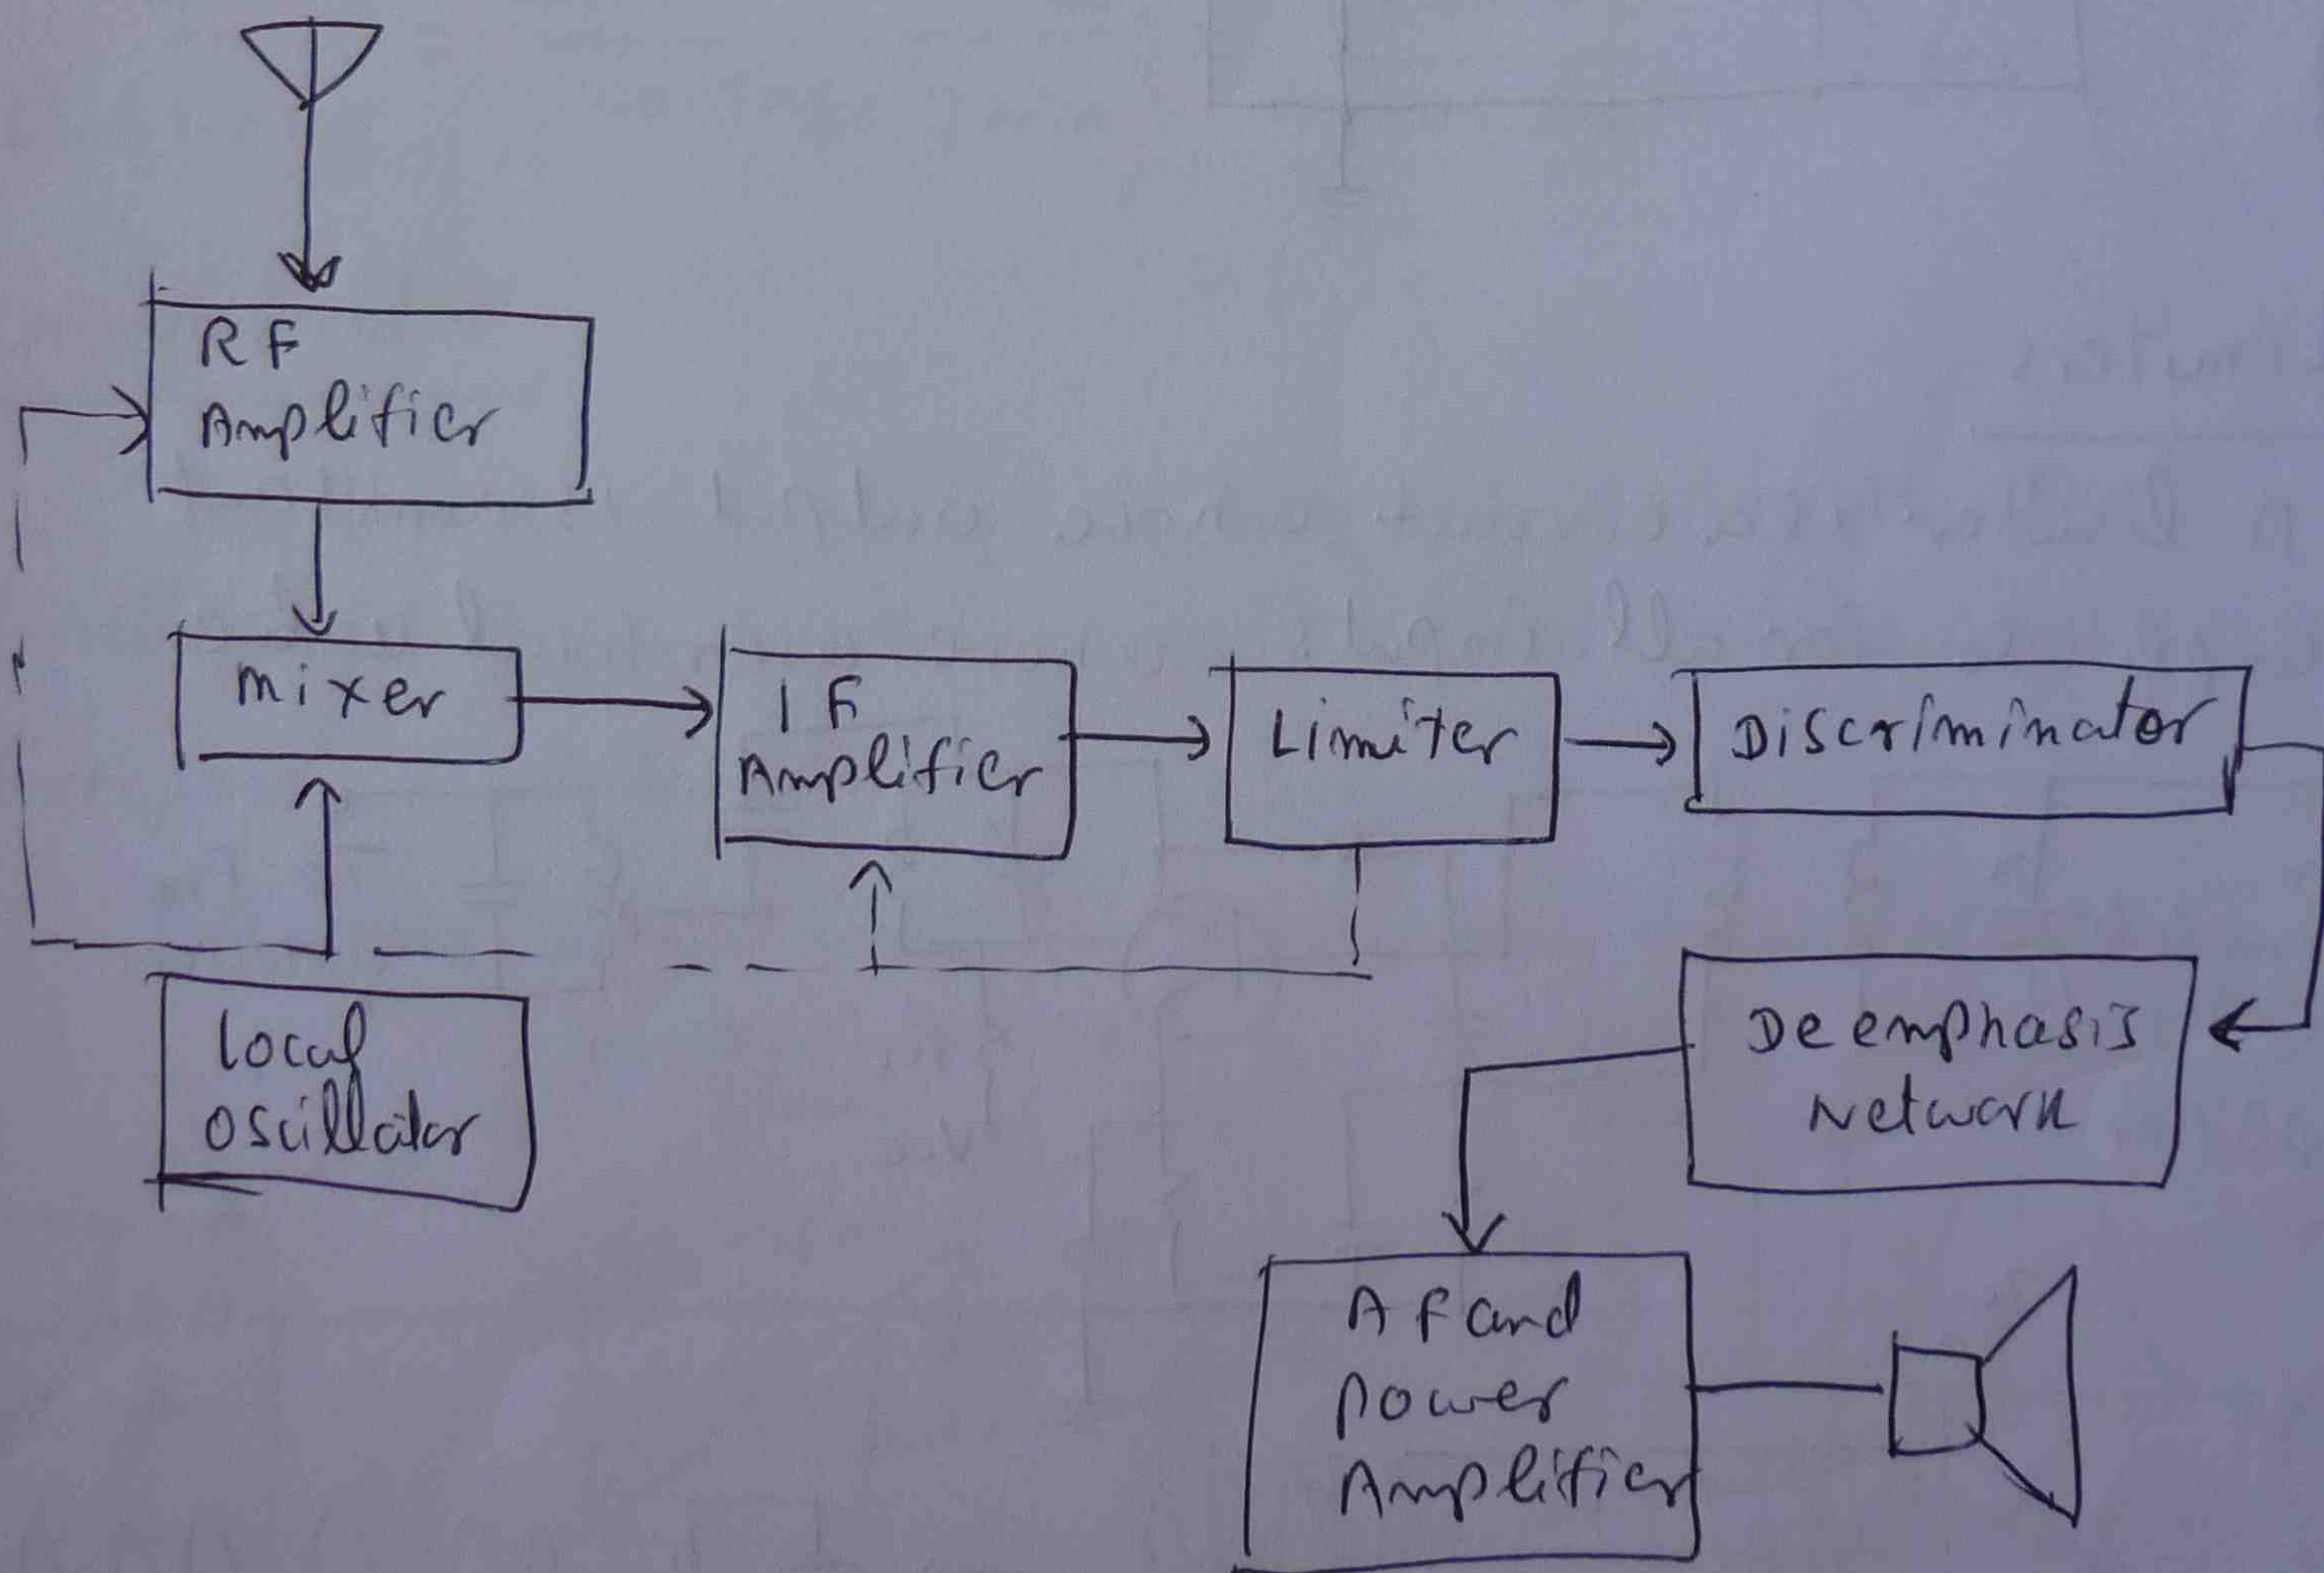 RF
Amplifier
mixer
IF
Amplifier
Limiter
Discriminator
Local
oscillator
Deemphasis
Network
AF and
power
Amplifier